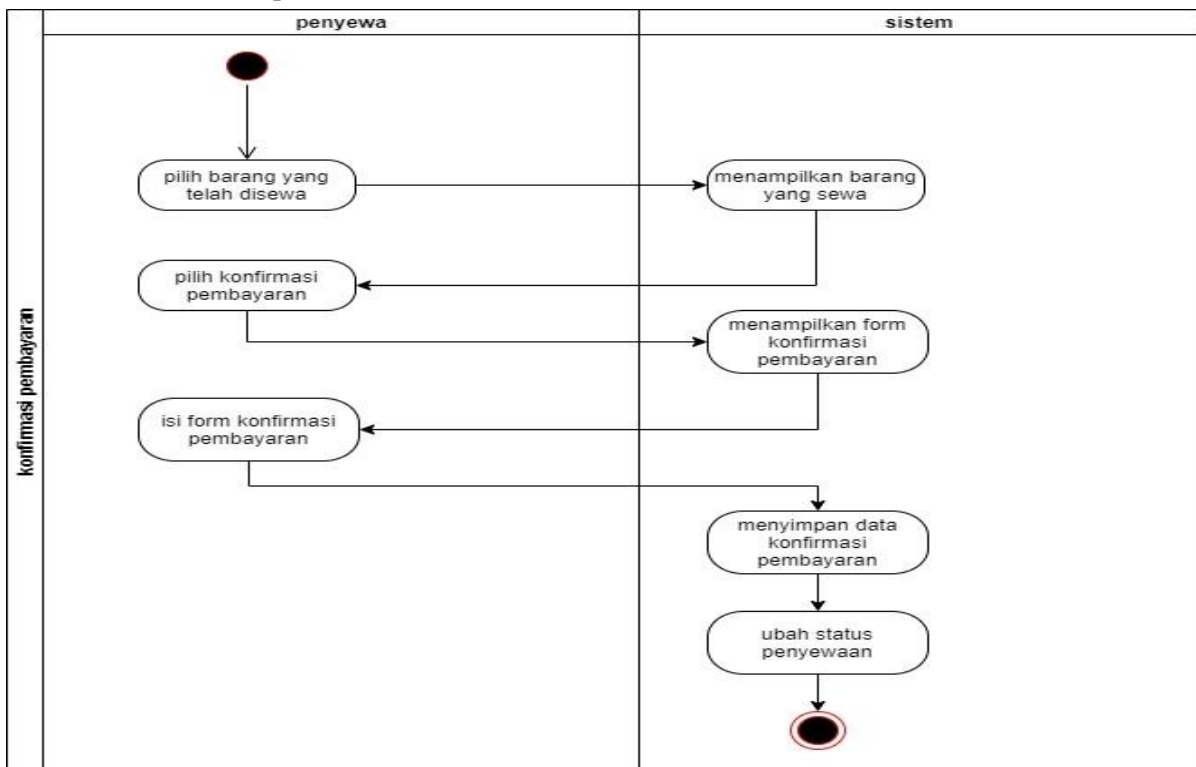 penyewa
sistem
konfirmasi pembayaran
pilih barang yang
telah disewa
menampilkan barang
yang sewa
pilih konfirmasi
pembayaran
menampilkan form
konfirmasi
pembayaran
isi form konfirmasi
pembayaran
menyimpan data
konfirmasi
pembayaran
ubah status
penyewaan